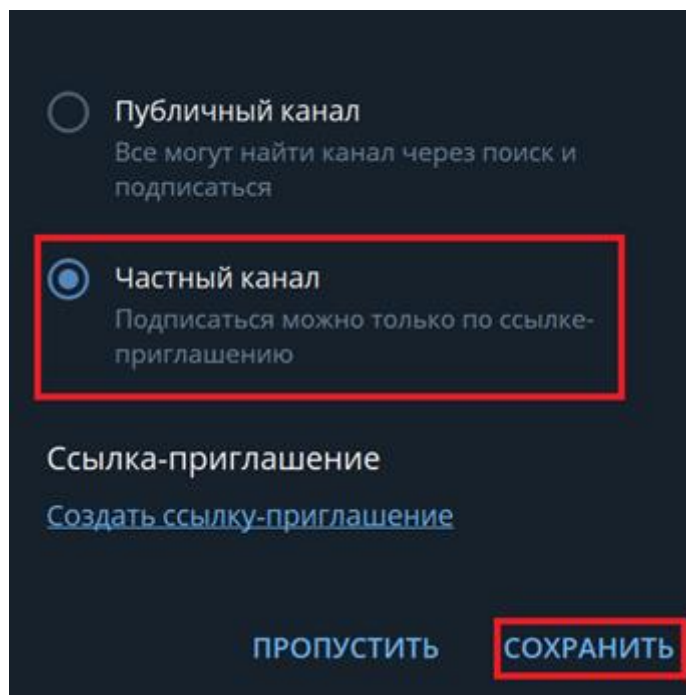 Публичный канал
Все могут найти канал через поиск и
подписаться
Частный канал
Подписаться можно только по ссылке-
приглашению
Ссылка-приглашение
Создать ссылку-приглашение
ПРОПУСТИТЬ СОХРАНИТЬ